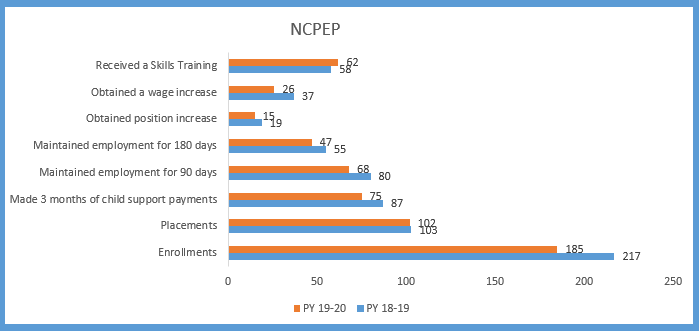 NCPEP
Received a Skills Training 62
58
Obtained a wage increase 26
37
Obtained position increase 15
19
Maintained employment for 180 days 47
55
Maintained employment for 90 days 68
80
Made 3 months of child support payments 75
87
Placements 102
103
Enrollments 185
217
0 50 100 150 200 250
PY 19-20 PY 18-19